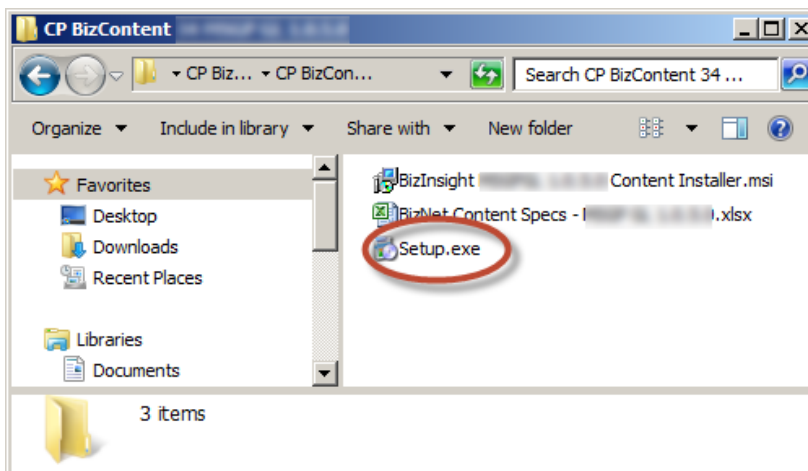 CP BizContent
CP Biz... CP BizCon...
Search CP BizContent 34 ...
Organize Include in library Share with New folder
Favorites
Desktop
Downloads
Recent Places
Libraries
Documents
BizInsight Content Installer.msi
BizNet Content Specs - .xlsx
Setup.exe
3 items